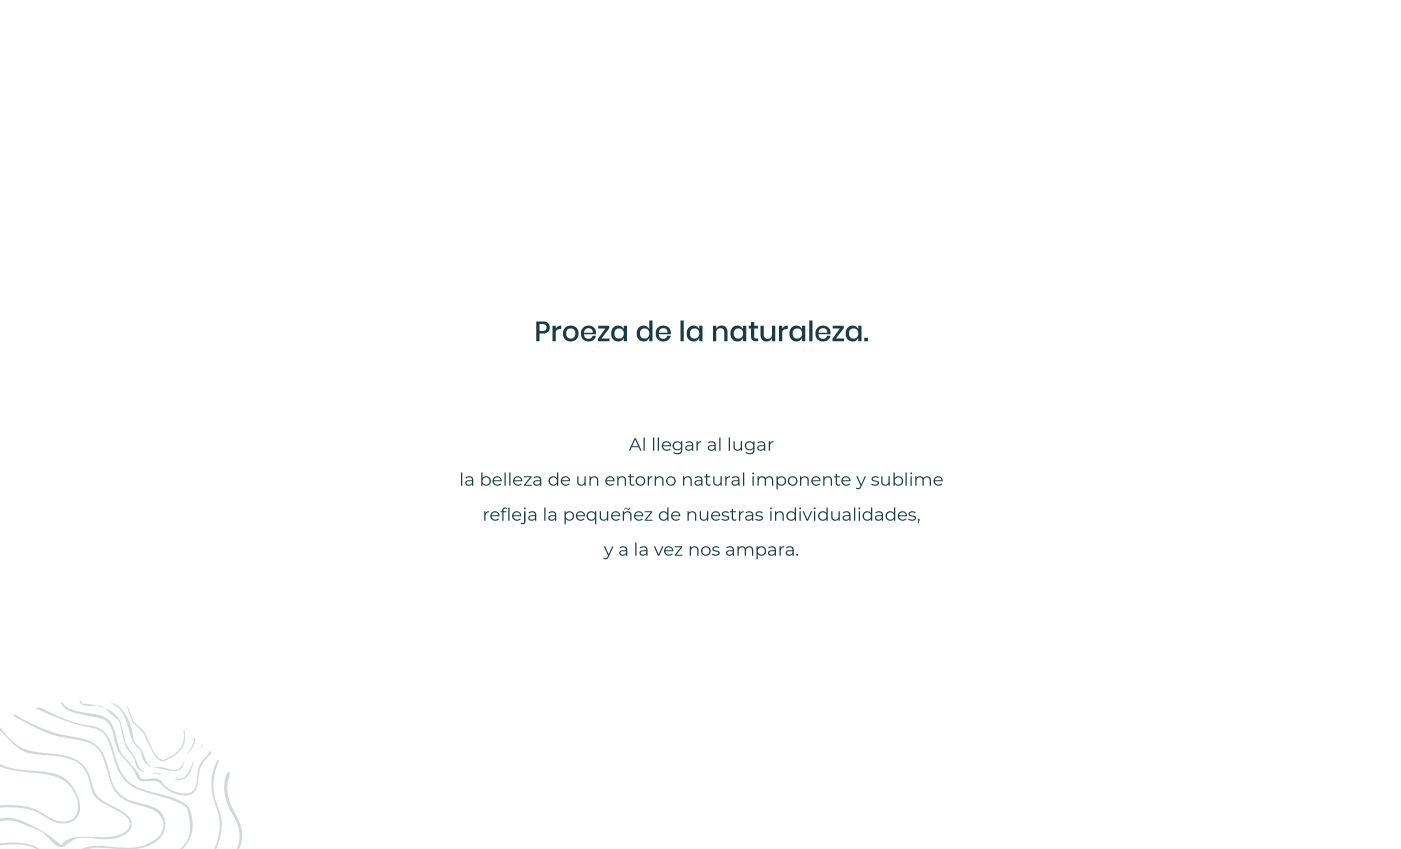 Proeza de la naturaleza.
Al llegar al lugar
la belleza de un entorno natural imponente y sublime
refleja la pequeñez de nuestras individualidades,
y a la vez nos ampara.